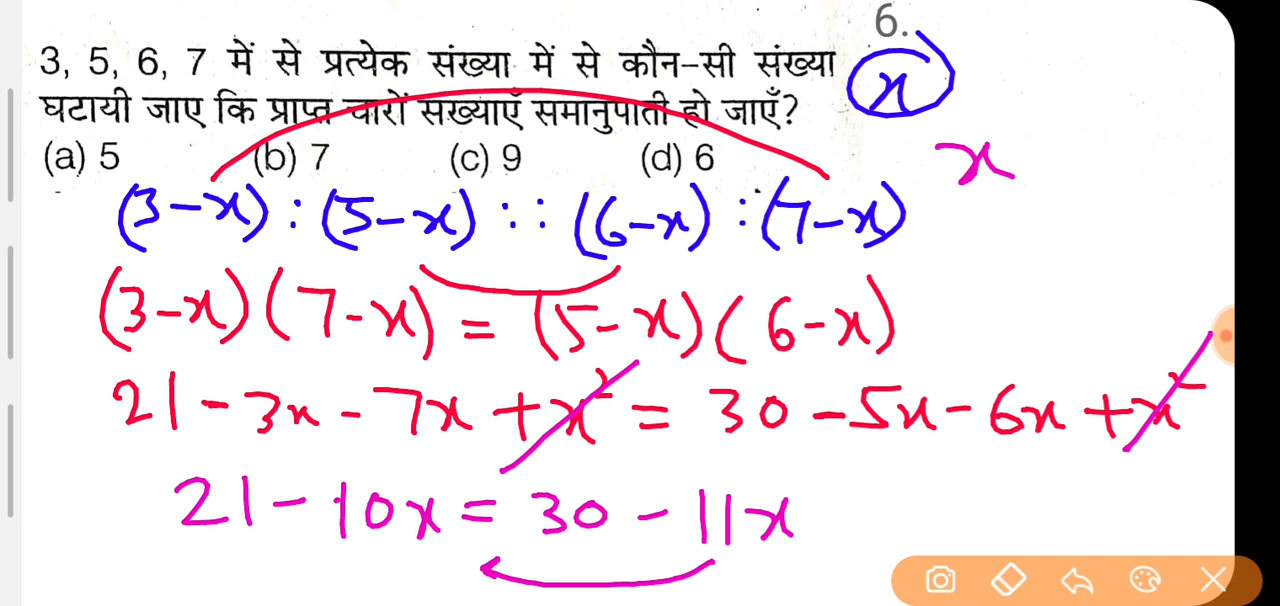 6.
3, 5, 6, 7 में से प्रत्येक संख्या में से कौन-सी संख्या
x
घटायी जाए कि प्राप्त चारों सख्याएँ समानुपाती हो जाएँ?
(a) 5 (b) 7 (c) 9 (d) 6
x
(3-x) : (5-x) :: (6-x) : (7-x)
(3-x)(7-x) = (5-x)(6-x)
21 - 3x - 7x + x² = 30 - 5x - 6x + x²
21 - 10x = 30 - 11x